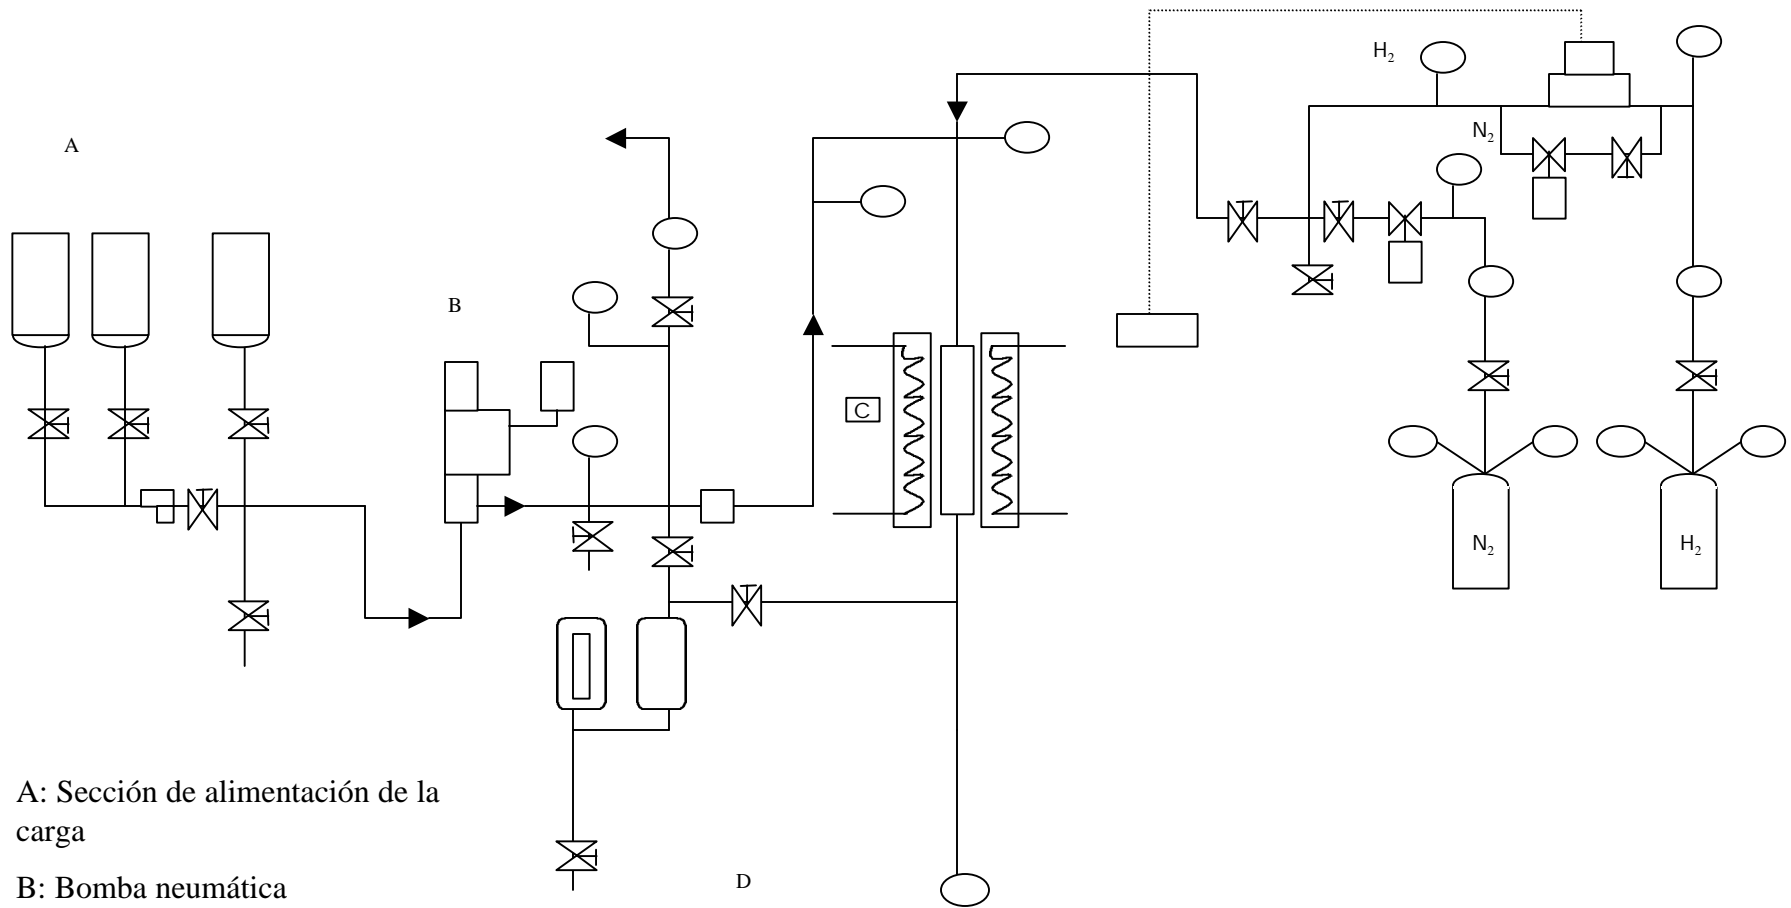 H₂
N₂
A
B
C
N₂
H₂
A: Sección de alimentación de la
carga
B: Bomba neumática
D